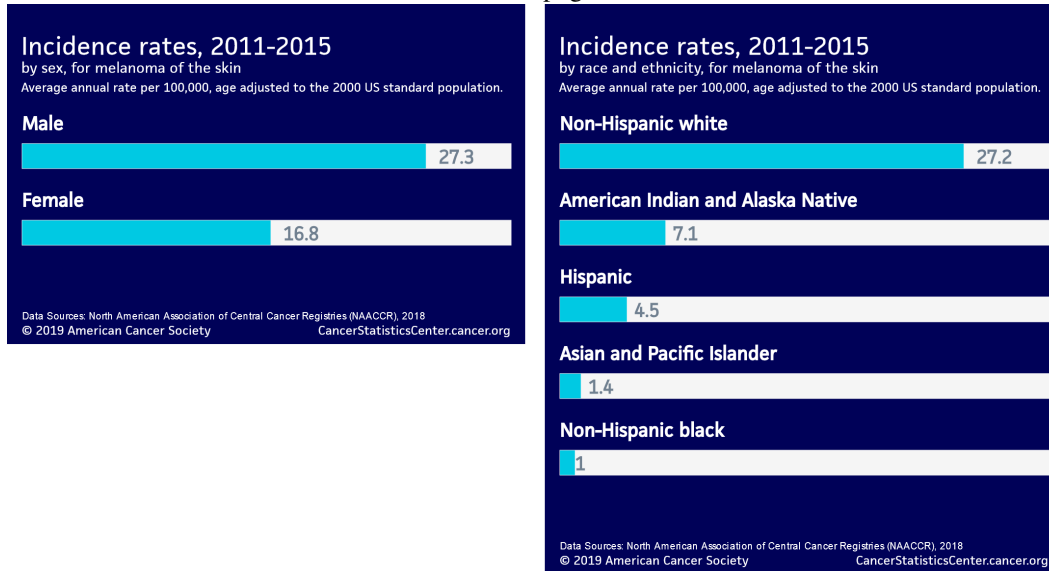 Incidence rates, 2011-2015
by sex, for melanoma of the skin
Average annual rate per 100,000, age adjusted to the 2000 US standard population.
Male
27.3
Female
16.8
Data Sources: North American Association of Central Cancer Registries (NAACCR), 2018
© 2019 American Cancer Society
CancerStatisticsCenter.cancer.org
Incidence rates, 2011-2015
by race and ethnicity, for melanoma of the skin
Average annual rate per 100,000, age adjusted to the 2000 US standard population.
Non-Hispanic white
27.2
American Indian and Alaska Native
7.1
Hispanic
4.5
Asian and Pacific Islander
1.4
Non-Hispanic black
1
Data Sources: North American Association of Central Cancer Registries (NAACCR), 2018
© 2019 American Cancer Society
CancerStatisticsCenter.cancer.org